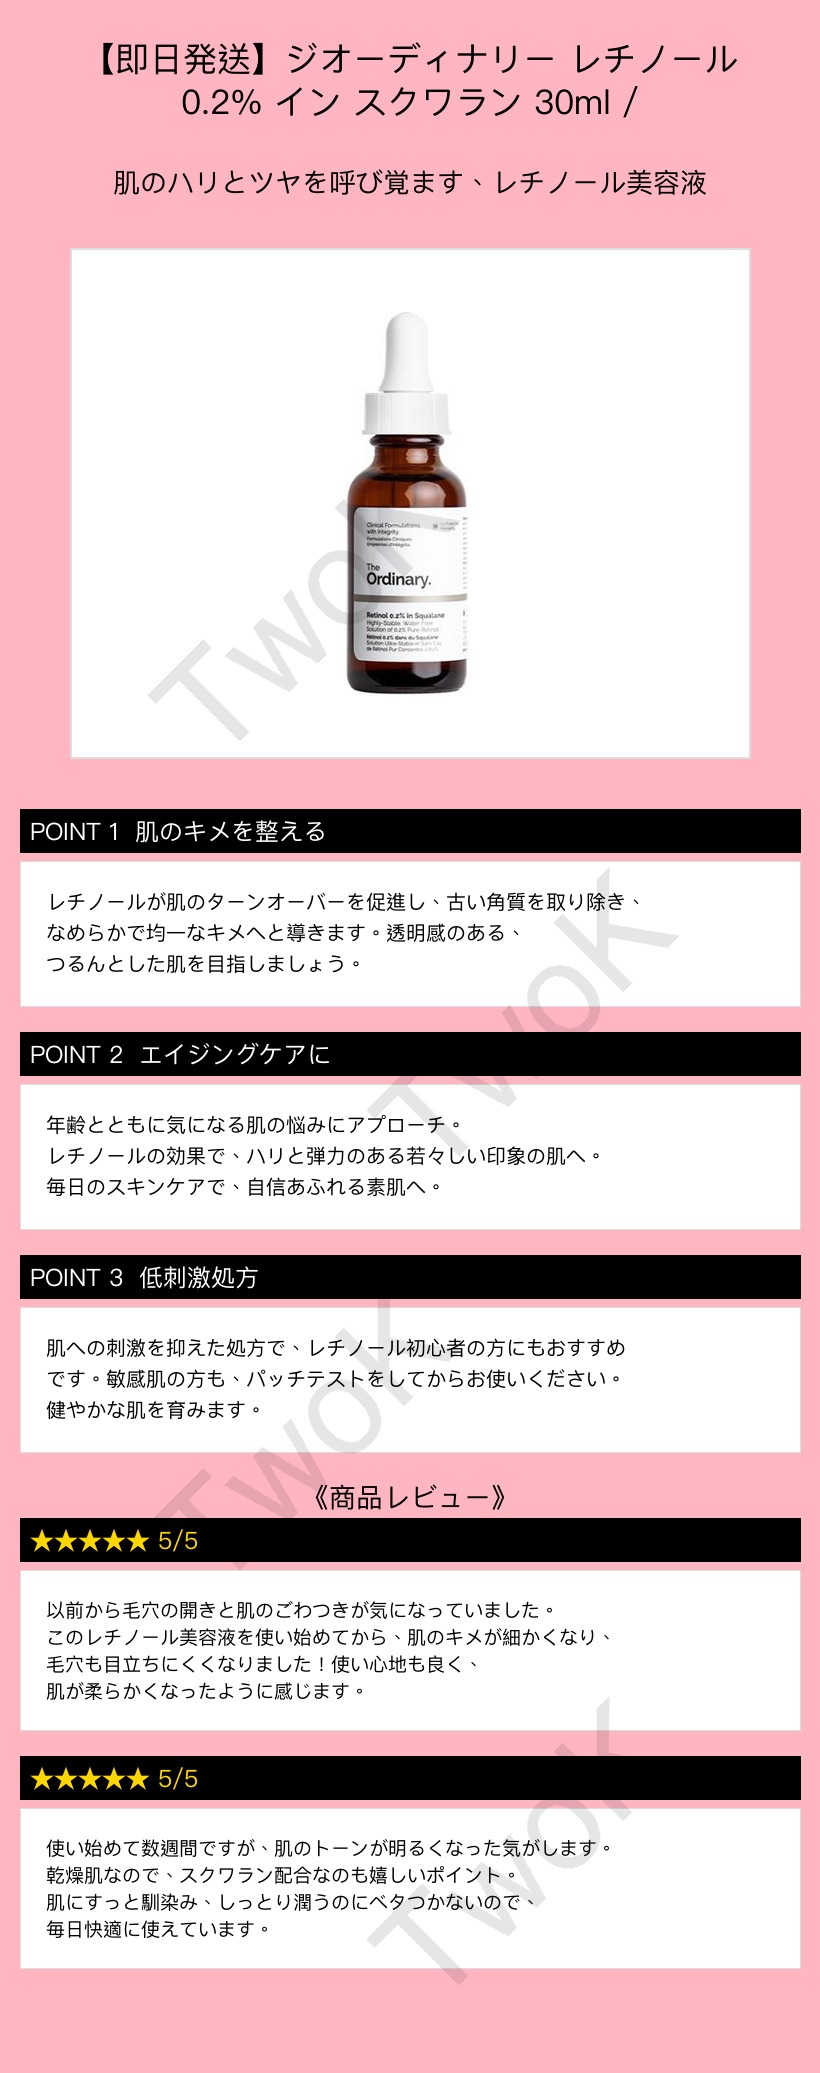 【即日発送】ジオーディナリー レチノール
0.2% イン スクワラン 30ml /
肌のハリとツヤを呼び覚ます、レチノール美容液
Clinical Formulations
with Integrity.
Formulations Cliniques
Empreintes d'Intégrité.
The
Ordinary.
Retinol 0.2% in Squalane
Highly-Stable, Water-Free
Solution of 0.2% Pure Retinol
Rétinol 0.2% dans du Squalane
Solution Ultra-Stable et Sans Eau
de Rétinol Pur Concentré à 0.2%
TwoK
POINT 1 肌のキメを整える
レチノールが肌のターンオーバーを促進し、古い角質を取り除き、
なめらかで均一なキメへと導きます。透明感のある、
つるんとした肌を目指しましょう。
TwoK
POINT 2 エイジングケアに
年齢とともに気になる肌の悩みにアプローチ。
レチノールの効果で、ハリと弾力のある若々しい印象の肌へ。
毎日のスキンケアで、自信あふれる素肌へ。
POINT 3 低刺激処方
肌への刺激を抑えた処方で、レチノール初心者の方にもおすすめ
です。敏感肌の方も、パッチテストをしてからお使いください。
健やかな肌を育みます。
TwoK
《商品レビュー》
★★★★★ 5/5
以前から毛穴の開きと肌のごわつきが気になっていました。
このレチノール美容液を使い始めてから、肌のキメが細かくなり、
毛穴も目立ちにくくなりました！使い心地も良く、
肌が柔らかくなったように感じます。
★★★★★ 5/5
使い始めて数週間ですが、肌のトーンが明るくなった気がします。
乾燥肌なので、スクワラン配合なのも嬉しいポイント。
肌にすっと馴染み、しっとり潤うのにベタつかないので、
毎日快適に使えています。
TwoK